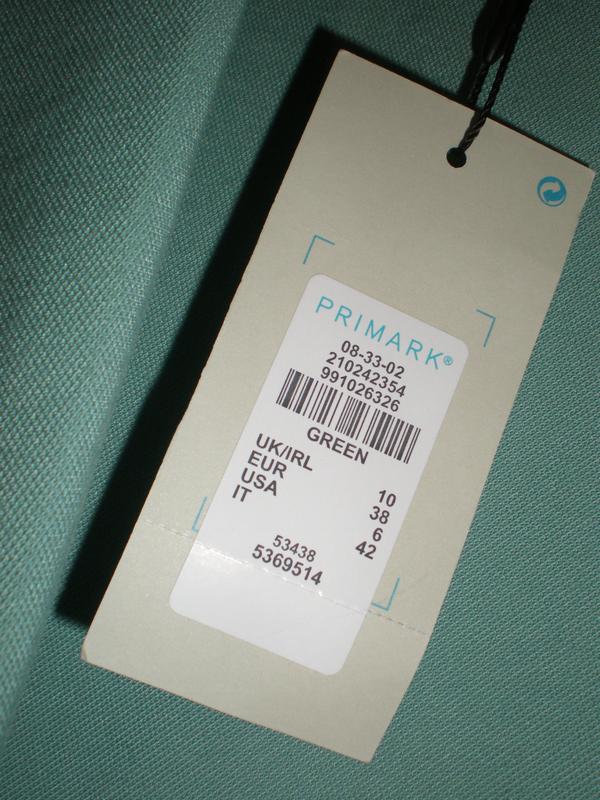 PRIMARK®
08-33-02
210242354
991026326
GREEN
UK/IRL 10
EUR 38
USA 6
IT 42
53438
5369514